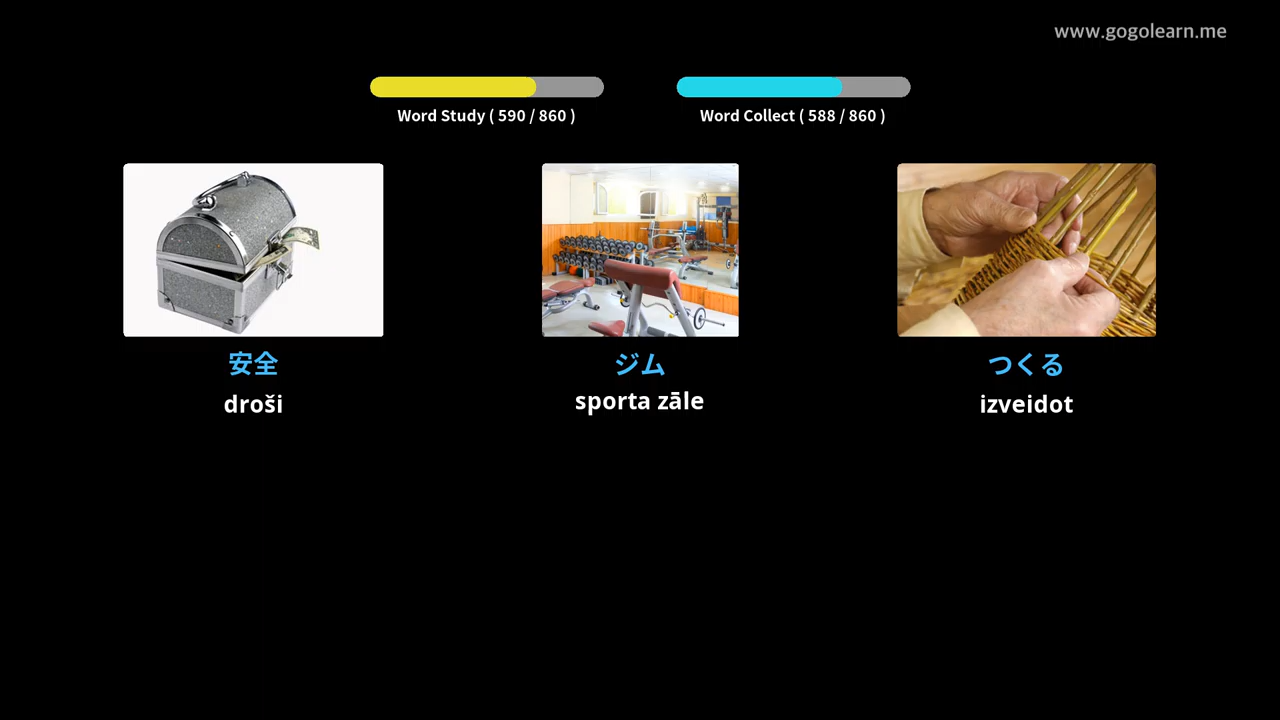 www.gogolearn.me
Word Study ( 590 / 860 )
Word Collect ( 588 / 860 )
安全
ジム
つくる
droši
sporta zāle
izveidot